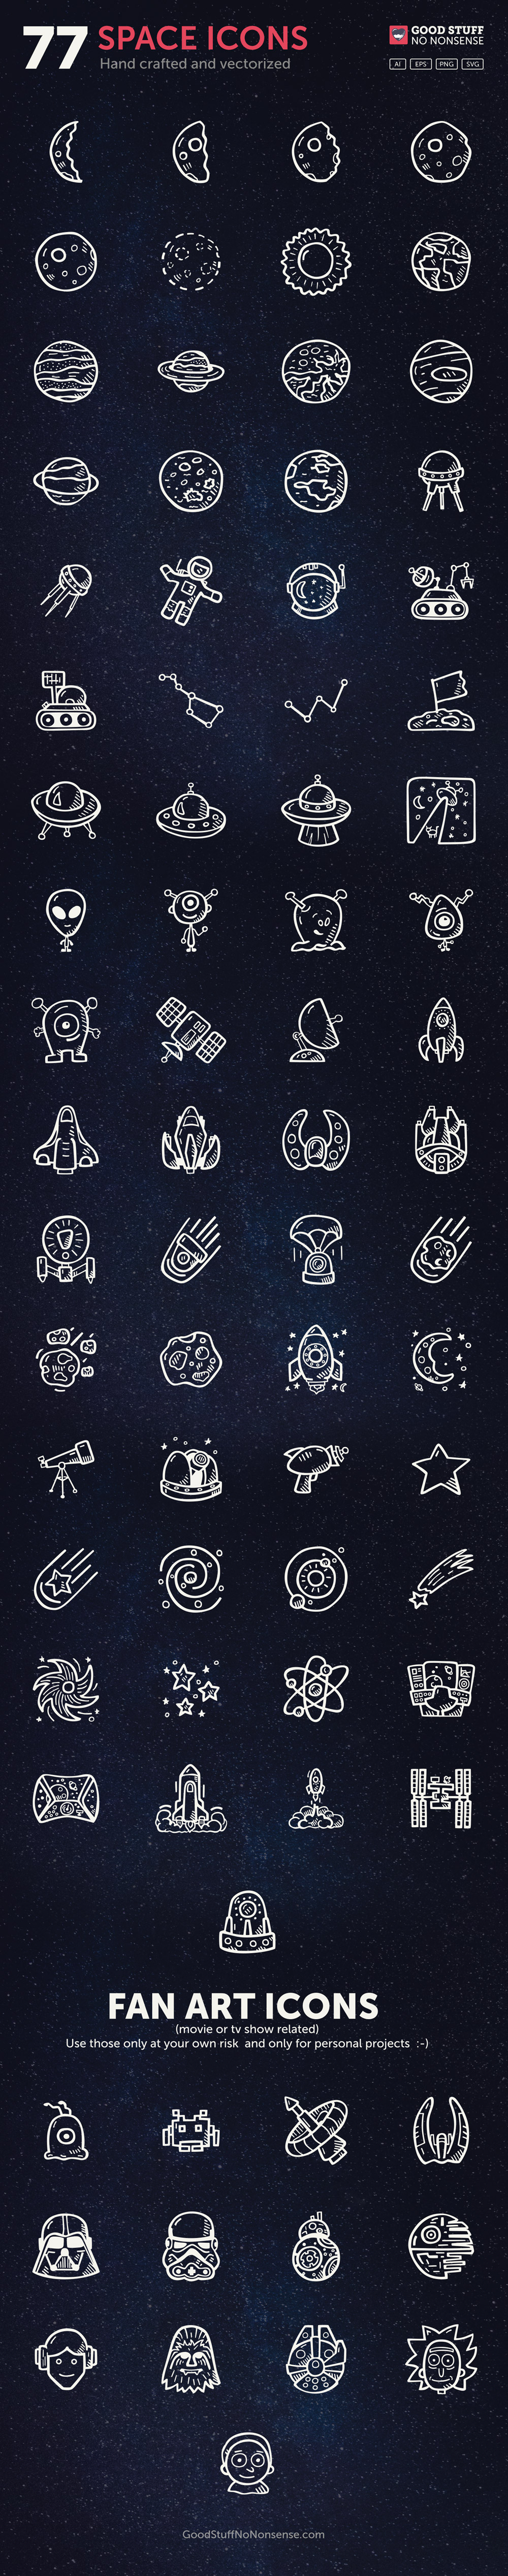 77 SPACE ICONS
Hand crafted and vectorized
GOOD STUFF
NO NONSENSE
AI EPS PNG SVG
FAN ART ICONS
(movie or tv show related)
Use those only at your own risk and only for personal projects :-)
GoodStuffNoNonsense.com